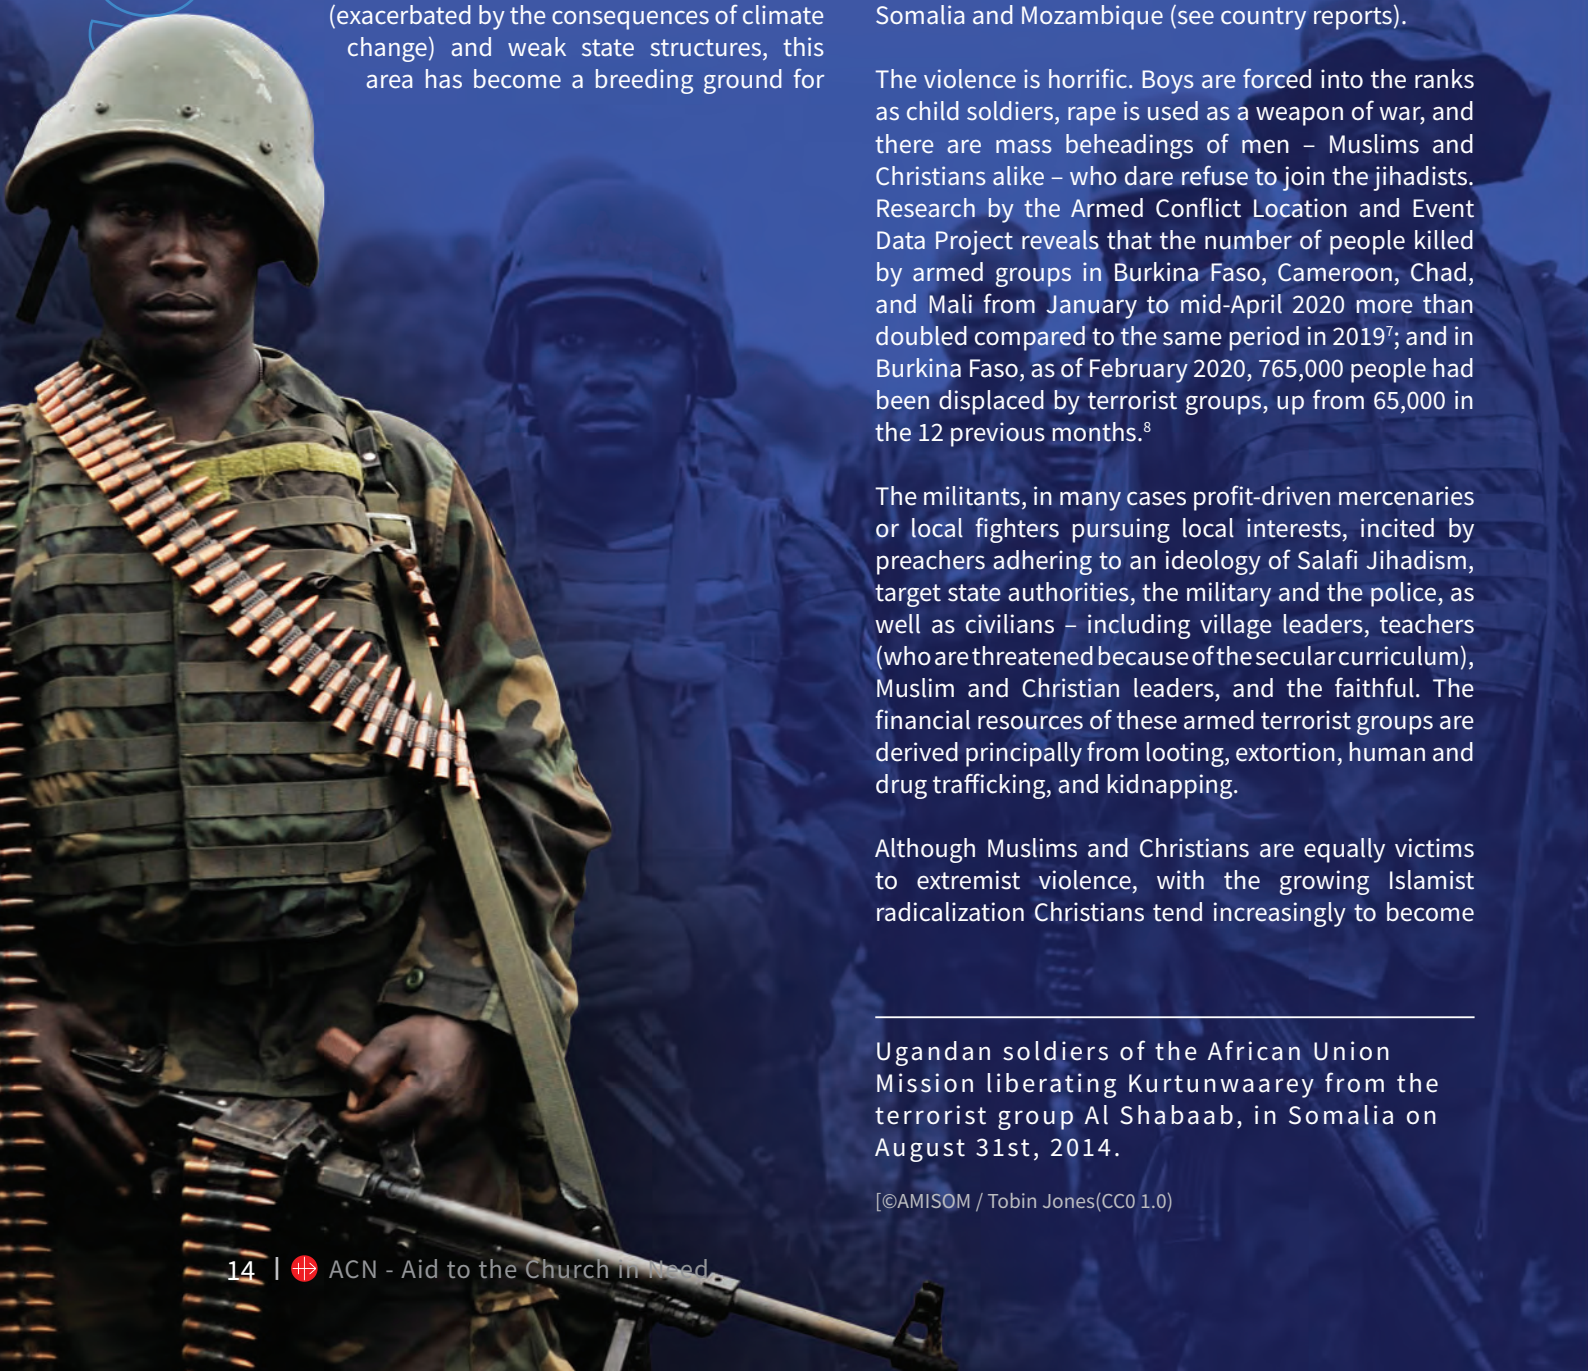 (exacerbated by the consequences of climate
change) and weak state structures, this
area has become a breeding ground for
Somalia and Mozambique (see country reports).
The violence is horrific. Boys are forced into the ranks
as child soldiers, rape is used as a weapon of war, and
there are mass beheadings of men – Muslims and
Christians alike – who dare refuse to join the jihadists.
Research by the Armed Conflict Location and Event
Data Project reveals that the number of people killed
by armed groups in Burkina Faso, Cameroon, Chad,
and Mali from January to mid-April 2020 more than
doubled compared to the same period in 2019⁷; and in
Burkina Faso, as of February 2020, 765,000 people had
been displaced by terrorist groups, up from 65,000 in
the 12 previous months.⁸
The militants, in many cases profit-driven mercenaries
or local fighters pursuing local interests, incited by
preachers adhering to an ideology of Salafi Jihadism,
target state authorities, the military and the police, as
well as civilians – including village leaders, teachers
(who are threatened because of the secular curriculum),
Muslim and Christian leaders, and the faithful. The
financial resources of these armed terrorist groups are
derived principally from looting, extortion, human and
drug trafficking, and kidnapping.
Although Muslims and Christians are equally victims
to extremist violence, with the growing Islamist
radicalization Christians tend increasingly to become
Ugandan soldiers of the African Union
Mission liberating Kurtunwaarey from the
terrorist group Al Shabaab, in Somalia on
August 31st, 2014.
[©AMISOM / Tobin Jones(CC0 1.0)
14 | ACN - Aid to the Church in Need